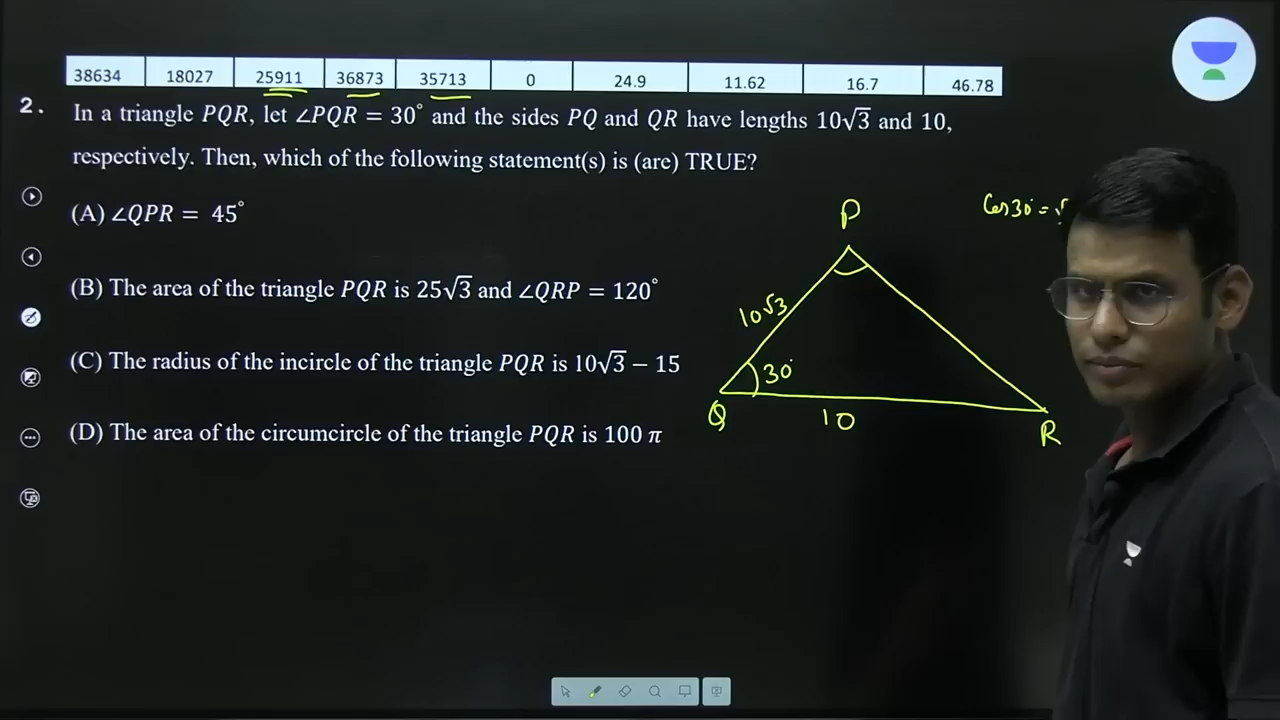 38634 18027 25911 36873 35713 0 24.9 11.62 16.7 46.78
2. In a triangle PQR, let ∠PQR = 30° and the sides PQ and QR have lengths 10√3 and 10,
respectively. Then, which of the following statement(s) is (are) TRUE?
(A) ∠QPR = 45°
(B) The area of the triangle PQR is 25√3 and ∠QRP = 120°
(C) The radius of the incircle of the triangle PQR is 10√3 − 15
(D) The area of the circumcircle of the triangle PQR is 100 π
Cos30° = √
P
10√3
30°
Q
10
R